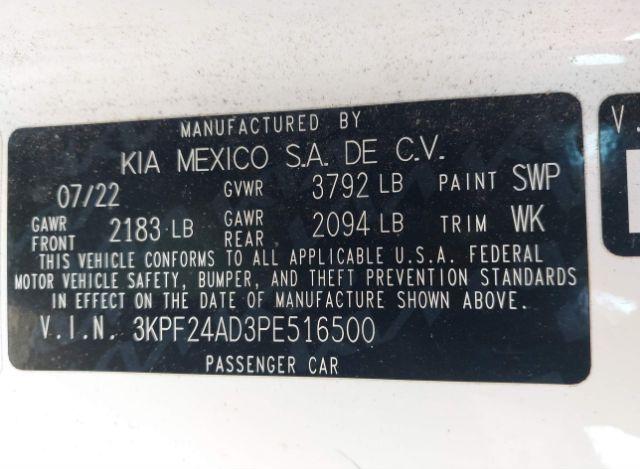 MANUFACTURED BY
KIA MEXICO S.A. DE C.V.
07/22 GVWR 3792 LB PAINT SWP
GAWR FRONT 2183 LB GAWR REAR 2094 LB TRIM WK
THIS VEHICLE CONFORMS TO ALL APPLICABLE U.S.A. FEDERAL
MOTOR VEHICLE SAFETY, BUMPER, AND THEFT PREVENTION STANDARDS
IN EFFECT ON THE DATE OF MANUFACTURE SHOWN ABOVE.
V.I.N. 3KPF24AD3PE516500
PASSENGER CAR
V